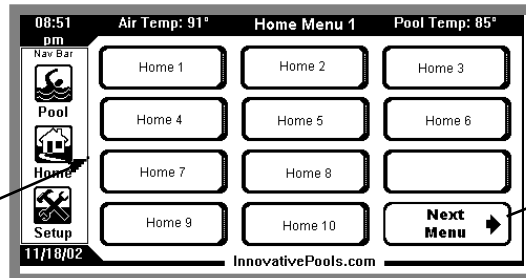 08:51 pm
Air Temp: 91°
Home Menu 1
Pool Temp: 85°
Nav Bar
Pool
Home
Setup
11/18/02
Home 1
Home 2
Home 3
Home 4
Home 5
Home 6
Home 7
Home 8
Home 9
Home 10
Next
Menu
InnovativePools.com